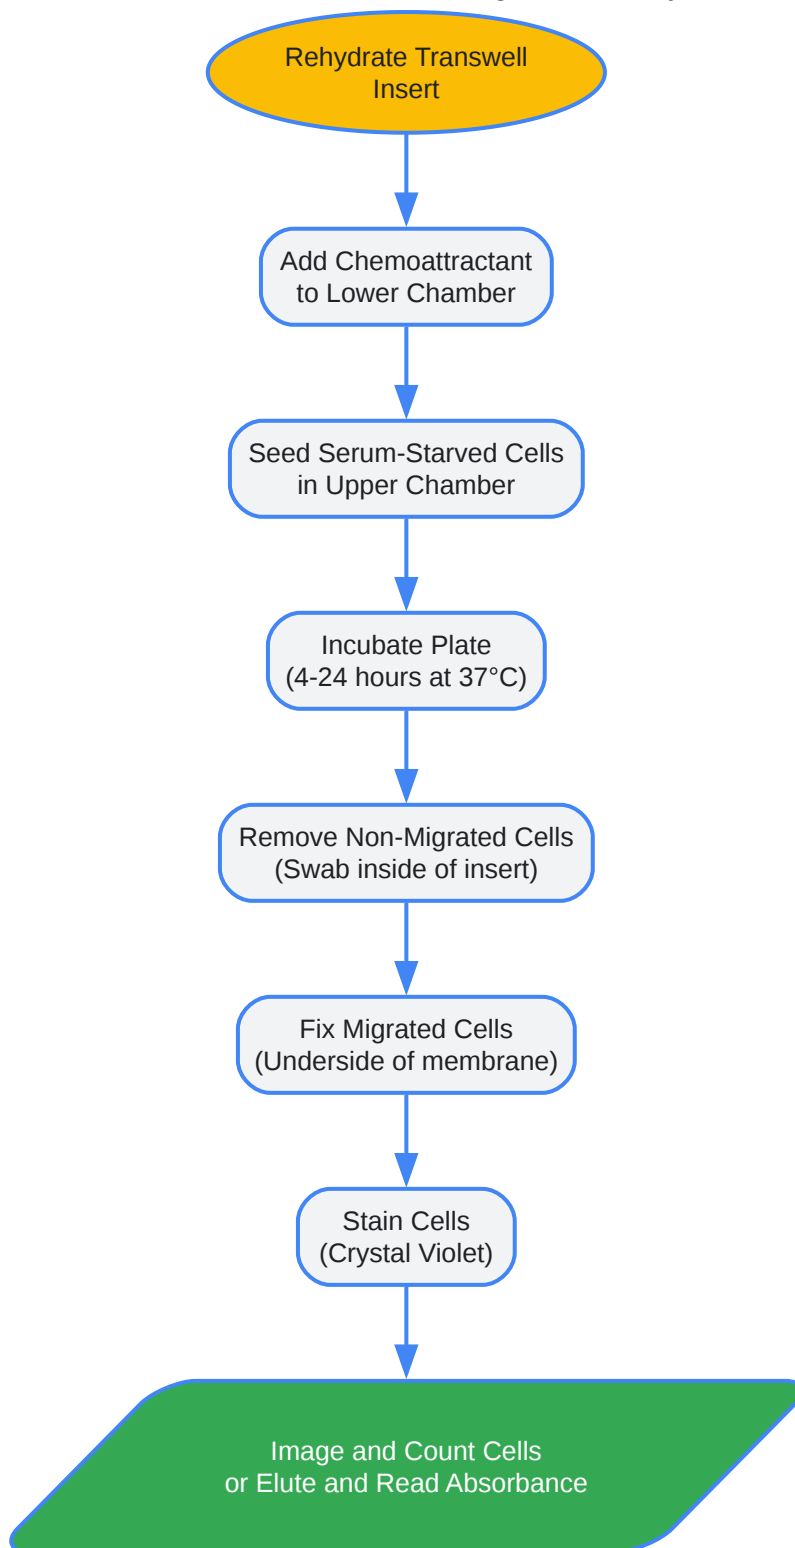 Rehydrate Transwell
Insert
Add Chemoattractant
to Lower Chamber
Seed Serum-Starved Cells
in Upper Chamber
Incubate Plate
(4-24 hours at 37°C)
Remove Non-Migrated Cells
(Swab inside of insert)
Fix Migrated Cells
(Underside of membrane)
Stain Cells
(Crystal Violet)
Image and Count Cells
or Elute and Read Absorbance